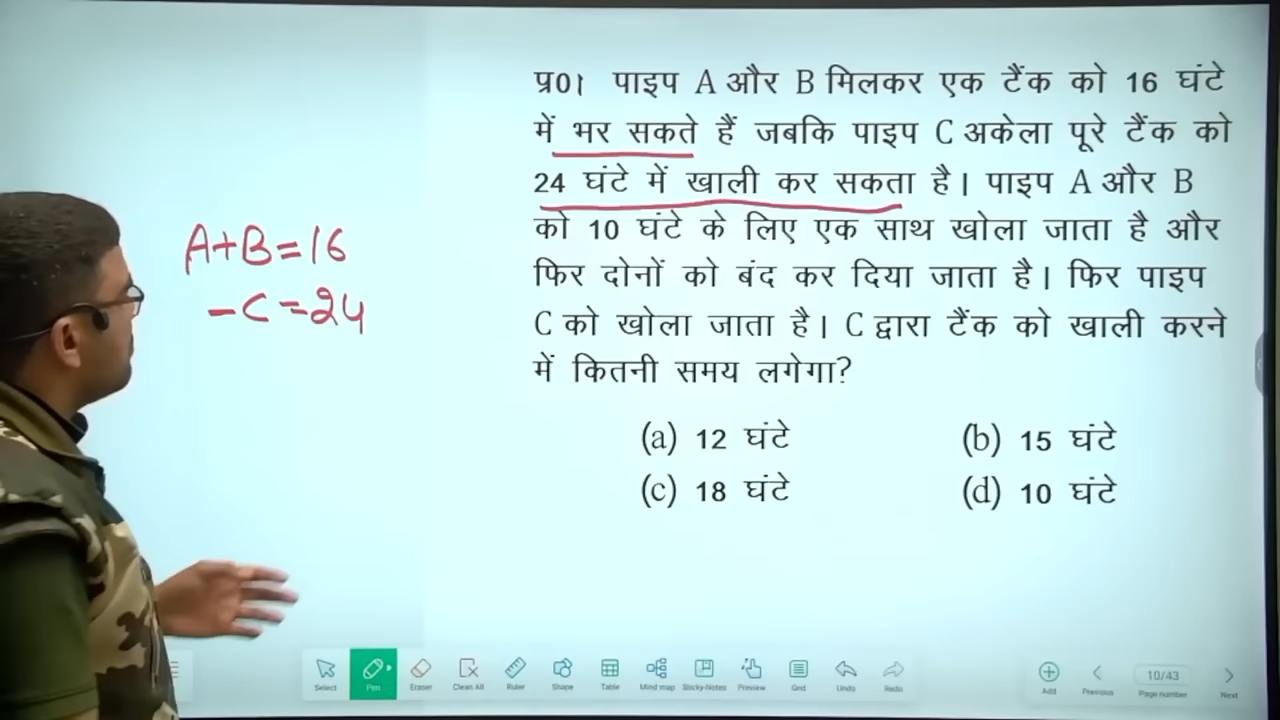 प्र0। पाइप A और B मिलकर एक टैंक को 16 घंटे
में भर सकते हैं जबकि पाइप C अकेला पूरे टैंक को
24 घंटे में खाली कर सकता है। पाइप A और B
को 10 घंटे के लिए एक साथ खोला जाता है और
फिर दोनों को बंद कर दिया जाता है। फिर पाइप
C को खोला जाता है। C द्वारा टैंक को खाली करने
में कितनी समय लगेगा?
(a) 12 घंटे (b) 15 घंटे
(c) 18 घंटे (d) 10 घंटे
A+B=16
-C=24
Select Pen Eraser Clean All Ruler Shape Table Mind map Sticky-Notes Preview Grid Undo Redo Add Previous 10/43 Page number Next